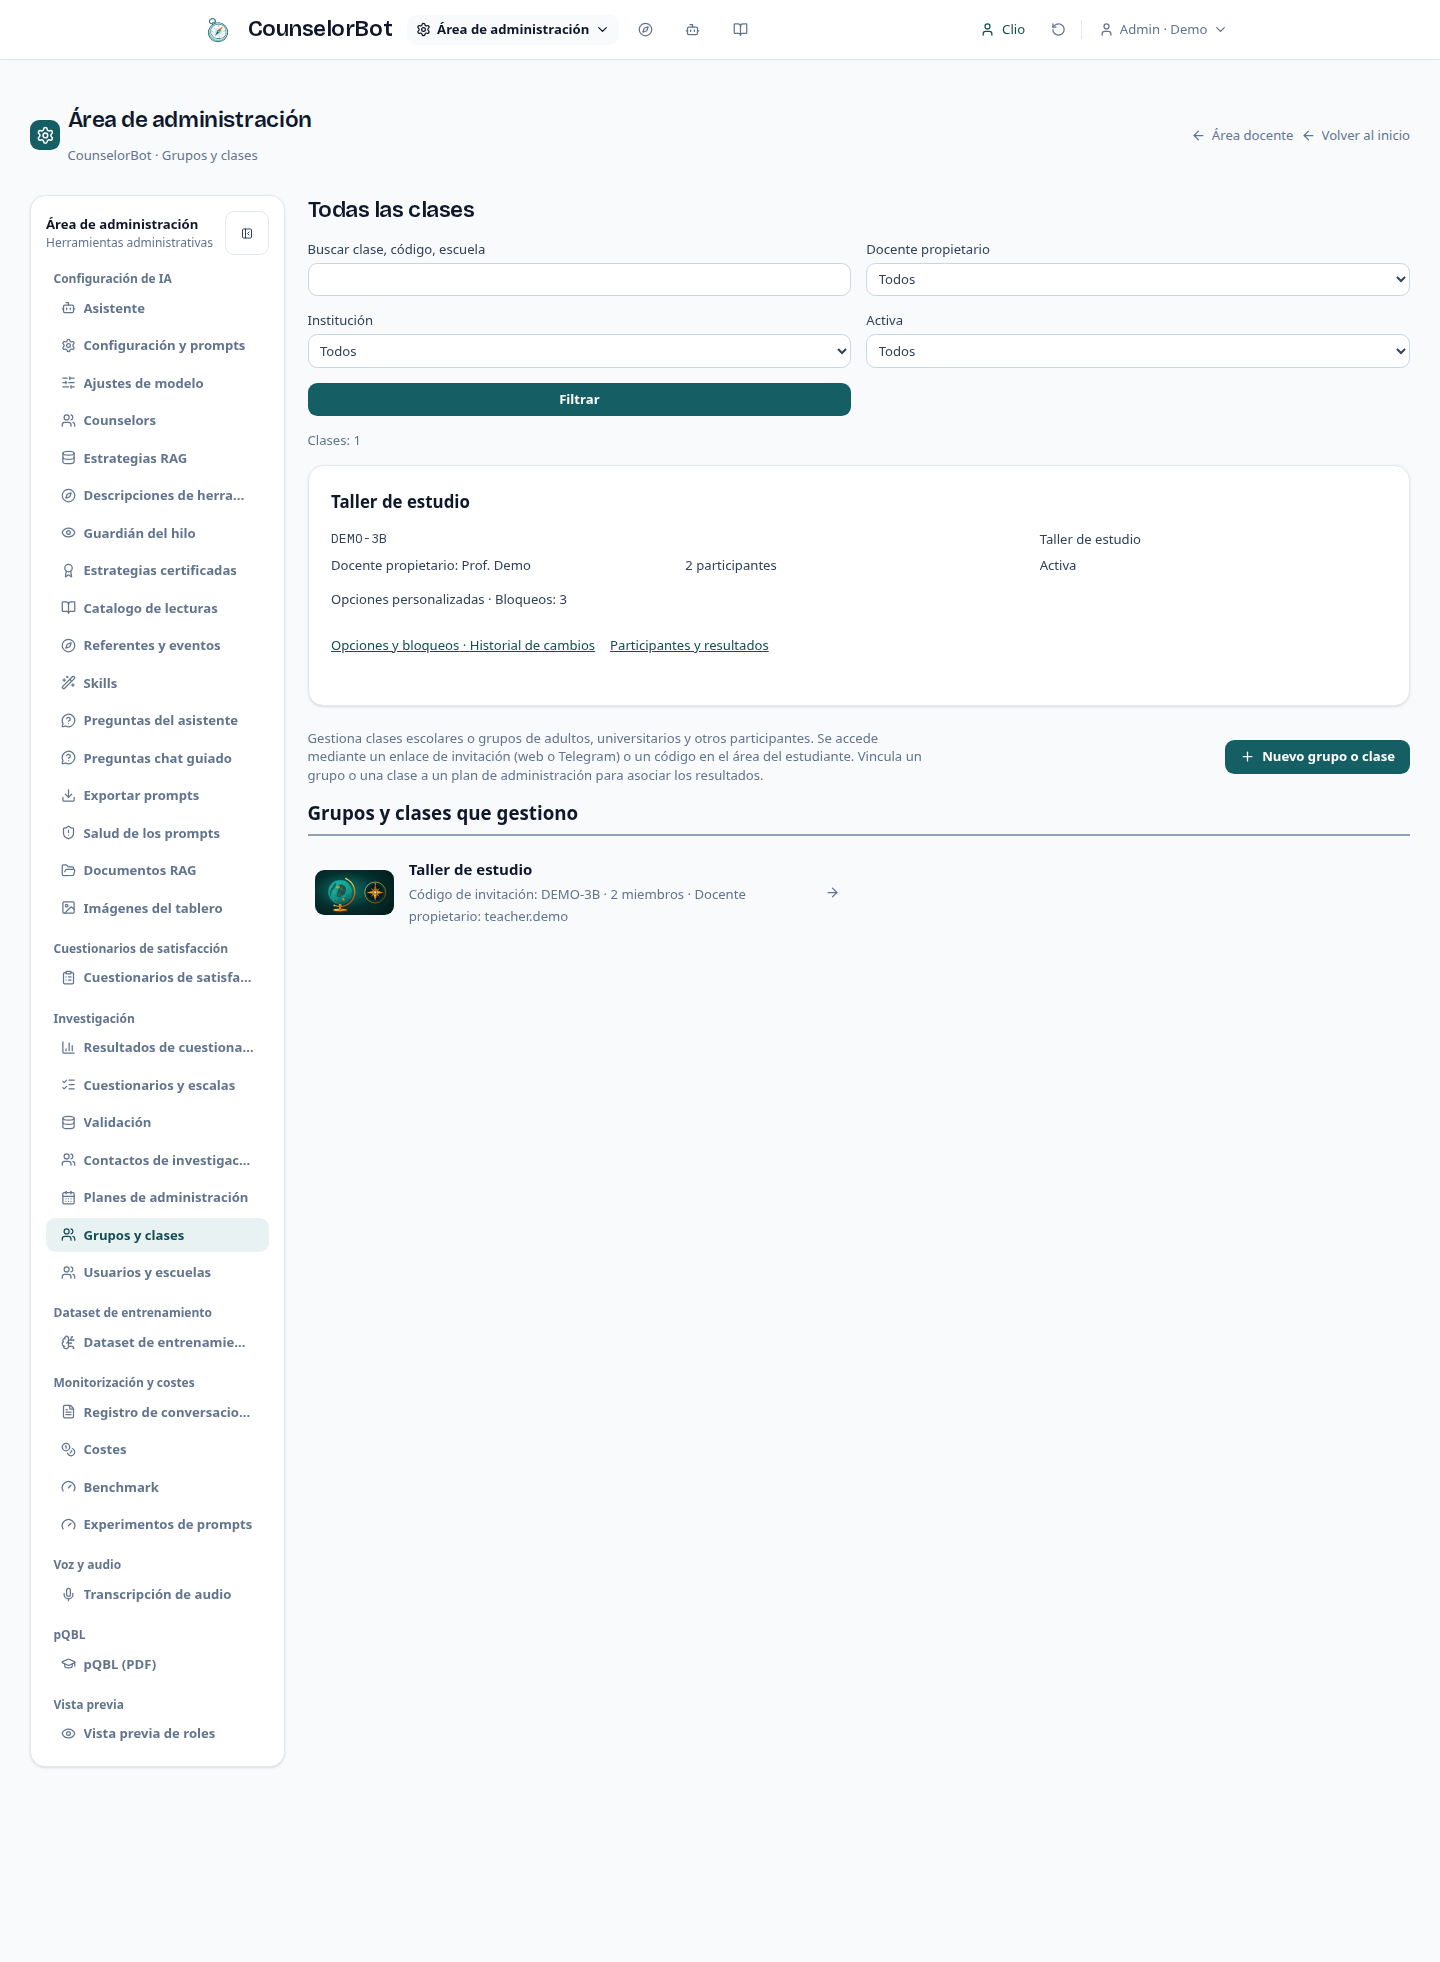 CounselorBot
Área de administración
Clio
Admin · Demo
Área de administración
CounselorBot · Grupos y clases
Área docente
Volver al inicio
Área de administración
Herramientas administrativas
Configuración de IA
Asistente
Configuración y prompts
Ajustes de modelo
Counselors
Estrategias RAG
Descripciones de herra...
Guardián del hilo
Estrategias certificadas
Catalogo de lecturas
Referentes y eventos
Skills
Preguntas del asistente
Preguntas chat guiado
Exportar prompts
Salud de los prompts
Documentos RAG
Imágenes del tablero
Cuestionarios de satisfacción
Cuestionarios de satisfa...
Investigación
Resultados de cuestiona...
Cuestionarios y escalas
Validación
Contactos de investigac...
Planes de administración
Grupos y clases
Usuarios y escuelas
Dataset de entrenamiento
Dataset de entrenamie...
Monitorización y costes
Registro de conversacio...
Costes
Benchmark
Experimentos de prompts
Voz y audio
Transcripción de audio
pQBL
pQBL (PDF)
Vista previa
Vista previa de roles
Todas las clases
Buscar clase, código, escuela
Docente propietario
Todos
Institución
Activa
Todos
Todos
Filtrar
Clases: 1
Taller de estudio
DEMO-3B
Taller de estudio
Docente propietario: Prof. Demo
2 participantes
Activa
Opciones personalizadas · Bloqueos: 3
Opciones y bloqueos · Historial de cambios
Participantes y resultados
Gestiona clases escolares o grupos de adultos, universitarios y otros participantes. Se accede
mediante un enlace de invitación (web o Telegram) o un código en el área del estudiante. Vincula un
grupo o una clase a un plan de administración para asociar los resultados.
Nuevo grupo o clase
Grupos y clases que gestiono
Taller de estudio
Código de invitación: DEMO-3B · 2 miembros · Docente
propietario: teacher.demo